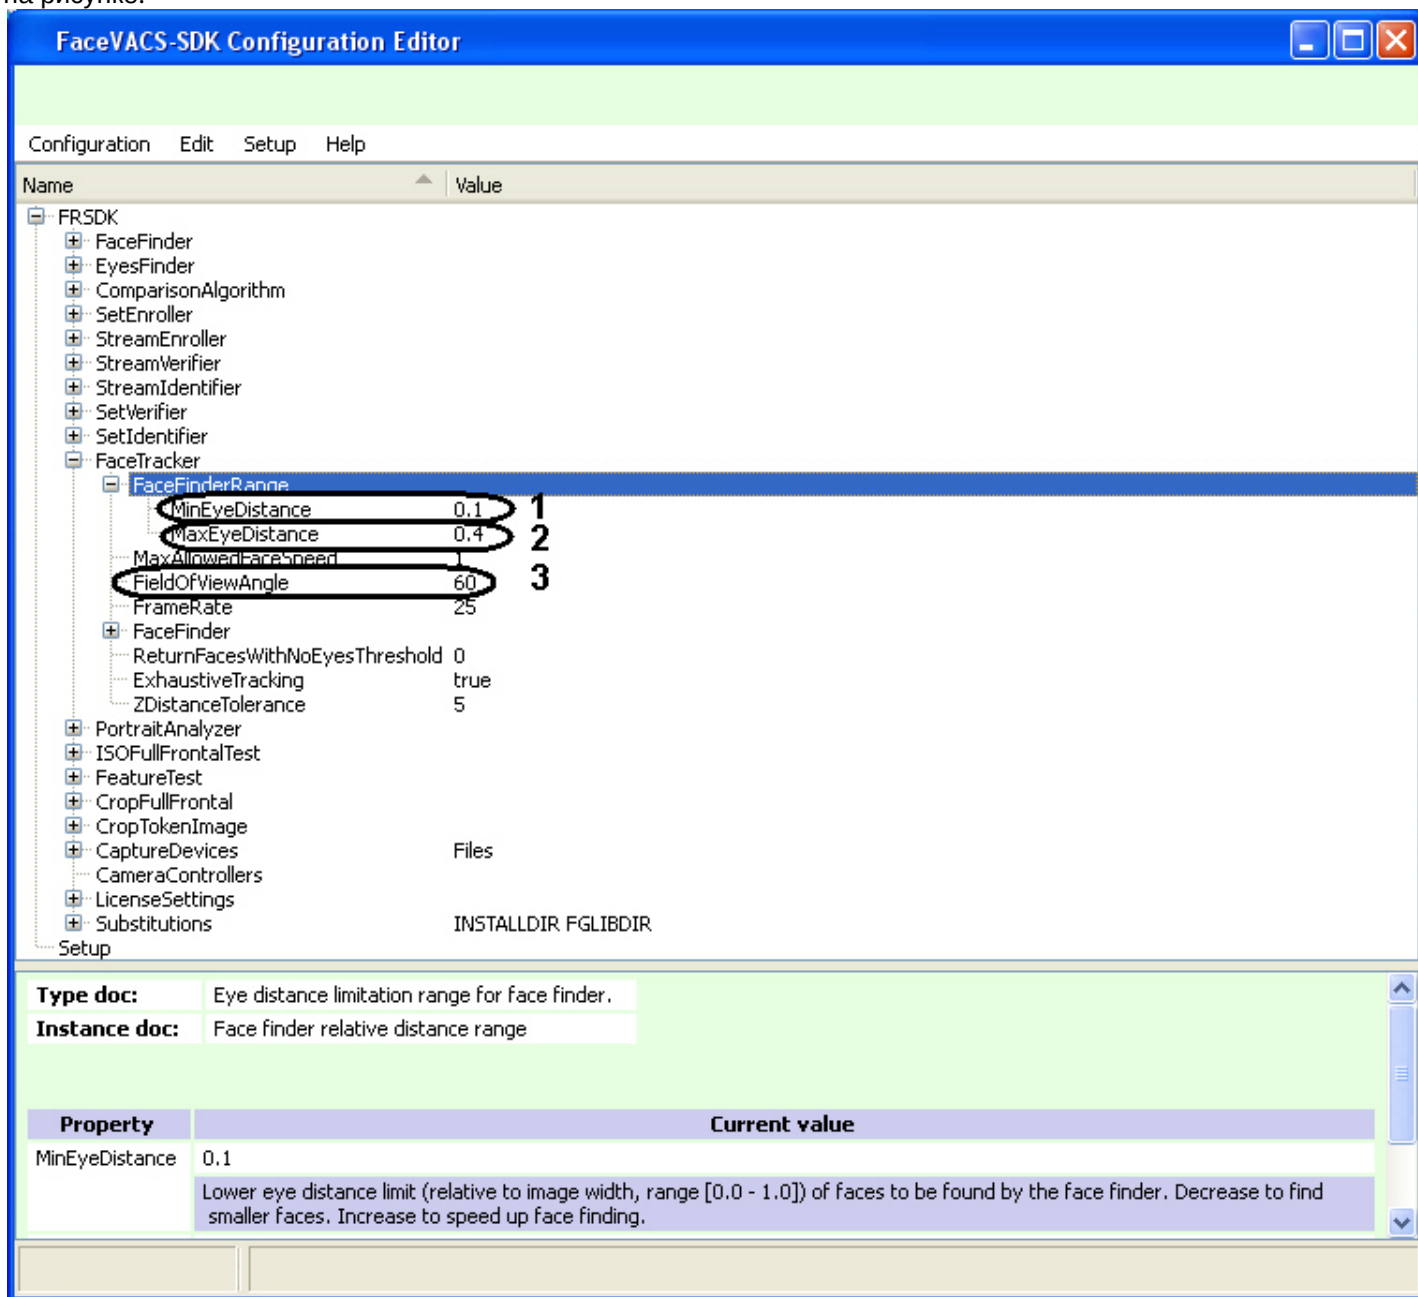 на рисунке.
FaceVACS-SDK Configuration Editor
Configuration Edit Setup Help
Name Value
FRSDK
FaceFinder
EyesFinder
ComparisonAlgorithm
SetEnroller
StreamEnroller
StreamVerifier
StreamIdentifier
SetVerifier
SetIdentifier
FaceTracker
FaceFinderRange
MinEyeDistance 0.1 1
MaxEyeDistance 0.4 2
MaxAllowedFaceSpeed 1
FieldOfViewAngle 60 3
FrameRate 25
FaceFinder
ReturnFacesWithNoEyesThreshold 0
ExhaustiveTracking true
ZDistanceTolerance 5
PortraitAnalyzer
ISOFullFrontalTest
FeatureTest
CropFullFrontal
CropTokenImage
CaptureDevices Files
CameraControllers
LicenseSettings
Substitutions INSTALLDIR FGLIBDIR
Setup
Type doc: Eye distance limitation range for face finder.
Instance doc: Face finder relative distance range
Property Current value
MinEyeDistance 0.1
Lower eye distance limit (relative to image width, range [0.0 - 1.0]) of faces to be found by the face finder. Decrease to find
smaller faces. Increase to speed up face finding.